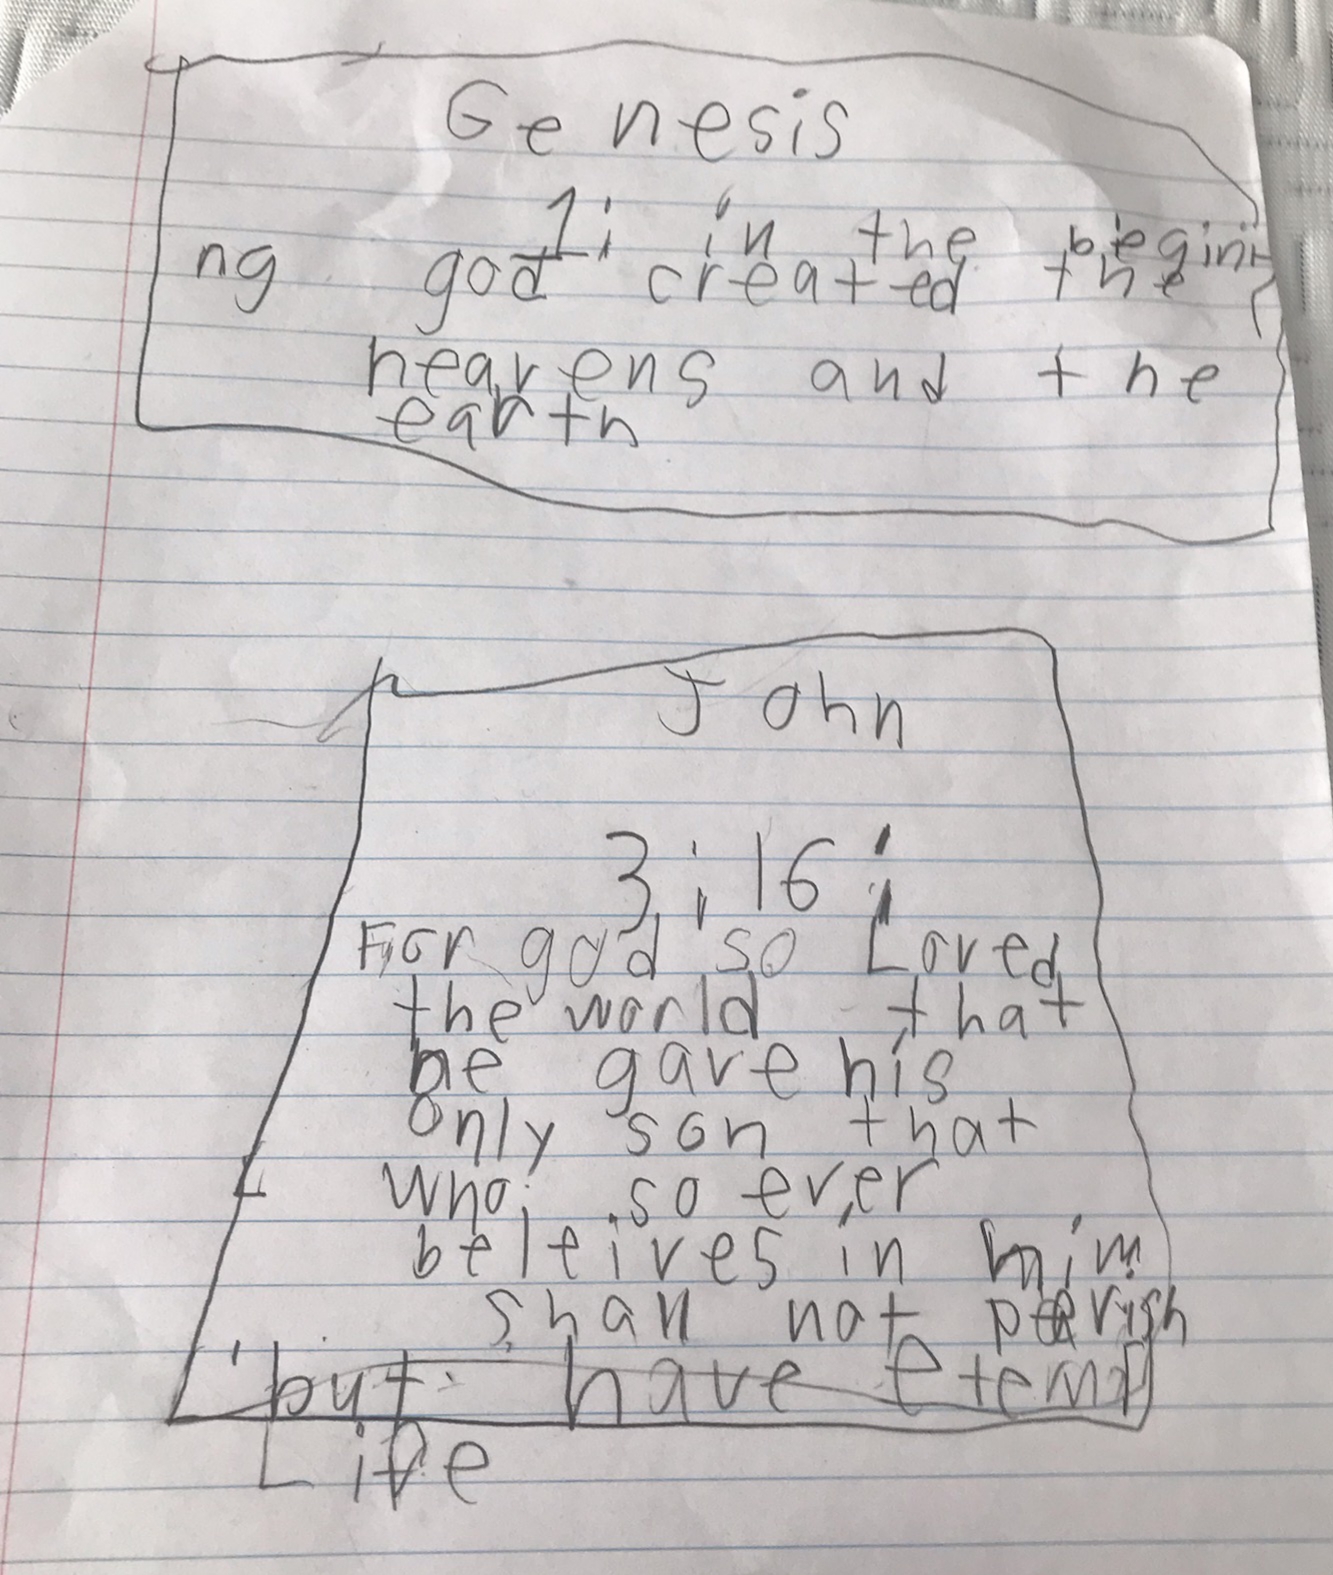 Genesis
1: in the begini
ng god created the
heavens and the
earth
John
3:16:
For god so Loved
the world that
he gave his
only son that
who so ever
beleives in him
shall not perish
but have eternal
Life